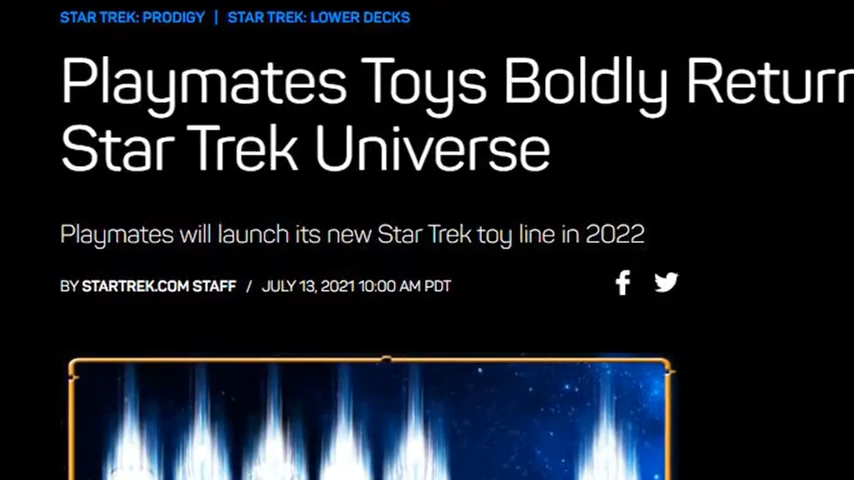 STAR TREK: PRODIGY | STAR TREK: LOWER DECKS
Playmates Toys Boldly Return
Star Trek Universe
Playmates will launch its new Star Trek toy line in 2022
BY STARTREK.COM STAFF / JULY 13, 2021 10:00 AM PDT